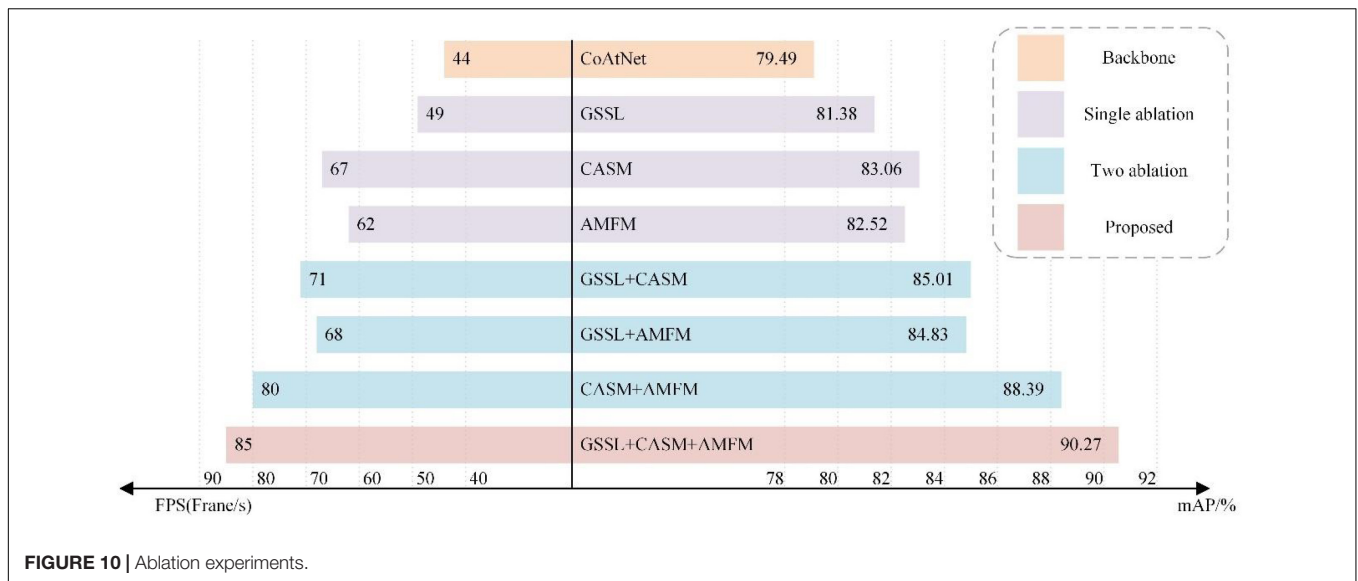 44 CoAtNet 79.49
49 GSSL 81.38
67 CASM 83.06
62 AMFM 82.52
71 GSSL+CASM 85.01
68 GSSL+AMFM 84.83
80 CASM+AMFM 88.39
85 GSSL+CASM+AMFM 90.27
90 80 70 60 50 40 78 80 82 84 86 88 90 92
FPS(Franc/s) mAP/%
Backbone
Single ablation
Two ablation
Proposed
FIGURE 10 | Ablation experiments.